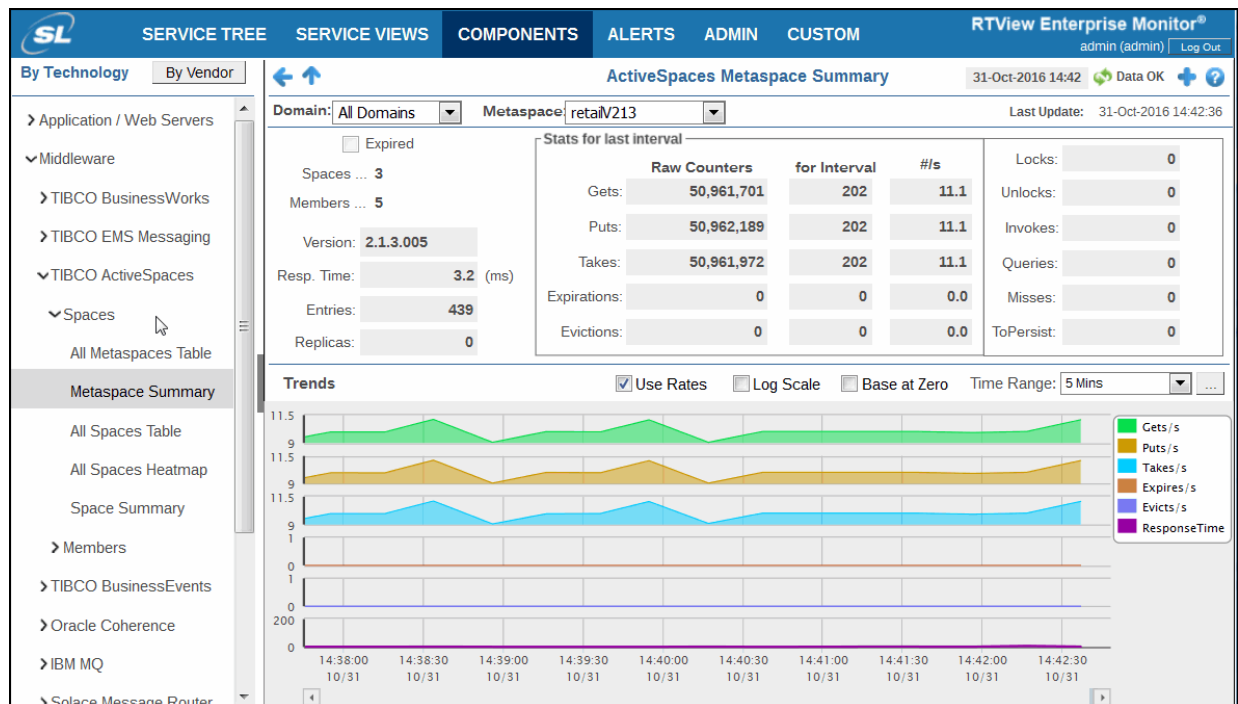 SL SERVICE TREE SERVICE VIEWS COMPONENTS ALERTS ADMIN CUSTOM RTView Enterprise Monitor®
admin (admin) Log Out
By Technology By Vendor
Application / Web Servers
Middleware
TIBCO BusinessWorks
TIBCO EMS Messaging
TIBCO ActiveSpaces
Spaces
All Metaspaces Table
Metaspace Summary
All Spaces Table
All Spaces Heatmap
Space Summary
Members
TIBCO BusinessEvents
Oracle Coherence
IBM MQ
Solace Message Router
ActiveSpaces Metaspace Summary 31-Oct-2016 14:42 Data OK
Domain: All Domains Metaspace: retailV213 Last Update: 31-Oct-2016 14:42:36
Expired
Spaces ... 3
Members ... 5
Version: 2.1.3.005
Resp. Time: 3.2 (ms)
Entries: 439
Replicas: 0
Stats for last interval
Raw Counters for Interval #/s
Gets: 50,961,701 202 11.1
Puts: 50,962,189 202 11.1
Takes: 50,961,972 202 11.1
Expirations: 0 0 0.0
Evictions: 0 0 0.0
Locks: 0
Unlocks: 0
Invokes: 0
Queries: 0
Misses: 0
ToPersist: 0
Trends Use Rates Log Scale Base at Zero Time Range: 5 Mins ...
11.5
9
11.5
9
11.5
9
1
0
1
0
200
0
14:38:00 14:38:30 14:39:00 14:39:30 14:40:00 14:40:30 14:41:00 14:41:30 14:42:00 14:42:30
10/31 10/31 10/31 10/31 10/31 10/31 10/31 10/31 10/31 10/31
Gets/s
Puts/s
Takes/s
Expires/s
Evicts/s
ResponseTime